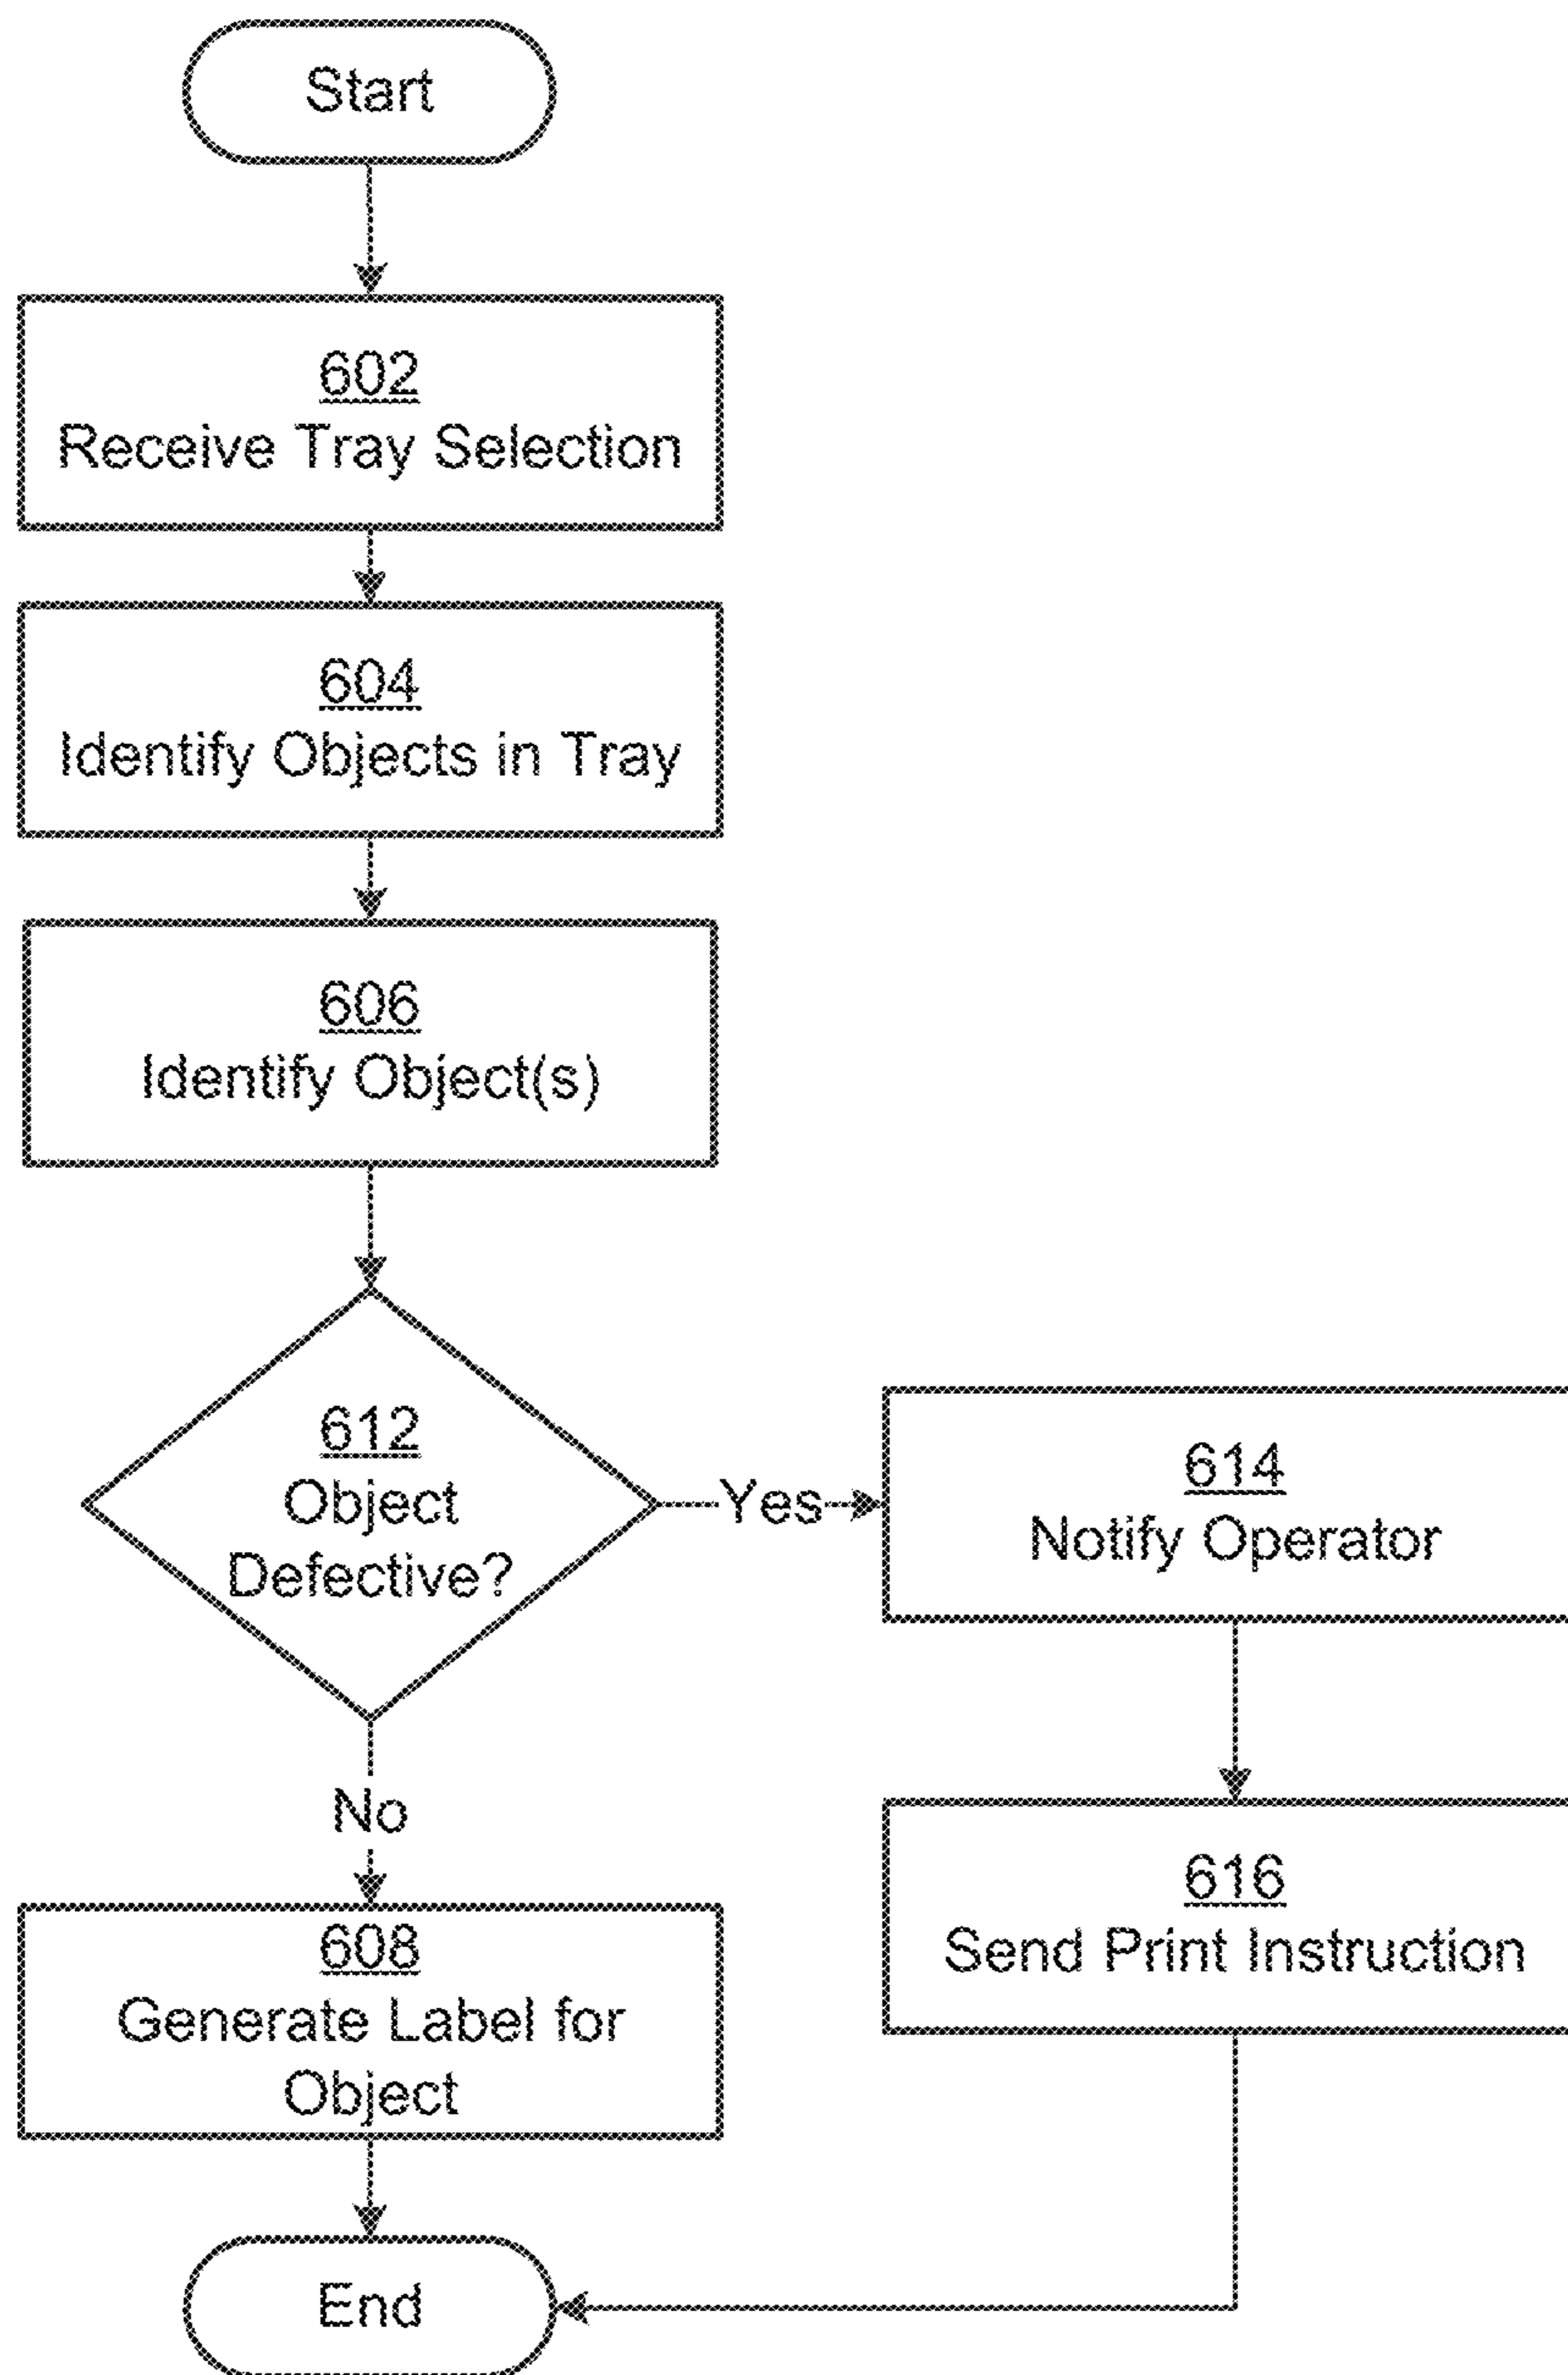 Start
602
Receive Tray Selection
604
Identify Objects in Tray
606
Identify Object(s)
612
Object
Defective?
Yes
614
Notify Operator
616
Send Print Instruction
No
608
Generate Label for
Object
End